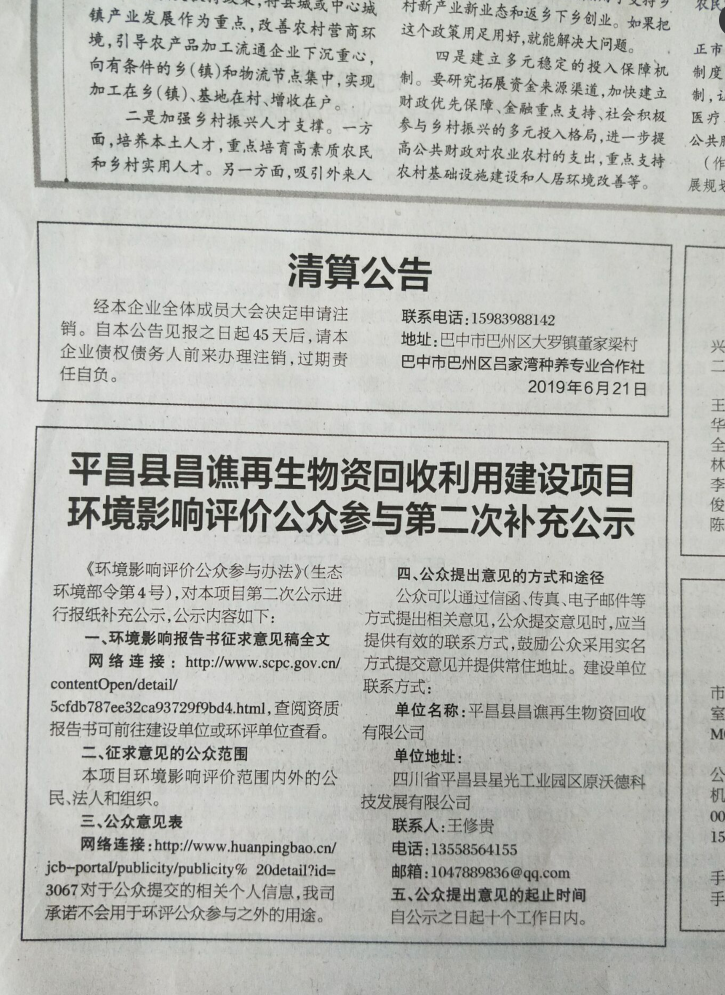 镇产业发展作为重点，改善农村营商环
境，引导农产品加工流通企业下沉重心，
向有条件的乡（镇）和物流节点集中，实现
加工在乡（镇）、基地在村、增收在户。
二是加强乡村振兴人才支撑。一方
面，培养本土人才，重点培育高素质农民
和乡村实用人才。另一方面，吸引外来人
村新产业新业态和返乡下乡创业。如果把
这个政策用足用好，就能解决大问题。
四是建立多元稳定的投入保障机
制。要研究拓展资金来源渠道，加快建立
财政优先保障、金融重点支持、社会积极
参与乡村振兴的多元投入格局，进一步提
高公共财政对农业农村的支出，重点支持
农村基础设施建设和人居环境改善等。
农民
正市
制度
制，让
医疗
公共财
（作
展规划
清算公告
经本企业全体成员大会决定申请注
销。自本公告见报之日起45天后，请本
企业债权债务人前来办理注销，过期责
任自负。
联系电话：15983988142
地址：巴中市巴州区大罗镇董家梁村
巴中市巴州区吕家湾种养专业合作社
2019年6月21日
平昌县昌谯再生物资回收利用建设项目
环境影响评价公众参与第二次补充公示
《环境影响评价公众参与办法》（生态
环境部令第4号），对本项目第二次公示进
行报纸补充公示，公示内容如下：
一、环境影响报告书征求意见稿全文
网络连接：http://www.scpc.gov.cn/
contentOpen/detail/
5cfdb787ee32ca93729f9bd4.html，查阅资质
报告书可前往建设单位或环评单位查看。
二、征求意见的公众范围
本项目环境影响评价范围内外的公
民、法人和组织。
三、公众意见表
网络连接：http://www.huanpingbao.cn/
jcb-portal/publicity/publicity% 20detail?id=
3067对于公众提交的相关个人信息，我司
承诺不会用于环评公众参与之外的用途。
四、公众提出意见的方式和途径
公众可以通过信函、传真、电子邮件等
方式提出相关意见，公众提交意见时，应当
提供有效的联系方式，鼓励公众采用实名
方式提交意见并提供常住地址。建设单位
联系方式：
单位名称：平昌县昌谯再生物资回收
有限公司
单位地址：
四川省平昌县星光工业园区原沃德科
技发展有限公司
联系人：王修贵
电话：13558564155
邮箱：1047889836@qq.com
五、公众提出意见的起止时间
自公示之日起十个工作日内。
兴
二
王
华
全
林
李
俊
陈
市
室
公
机
00
15
手
手